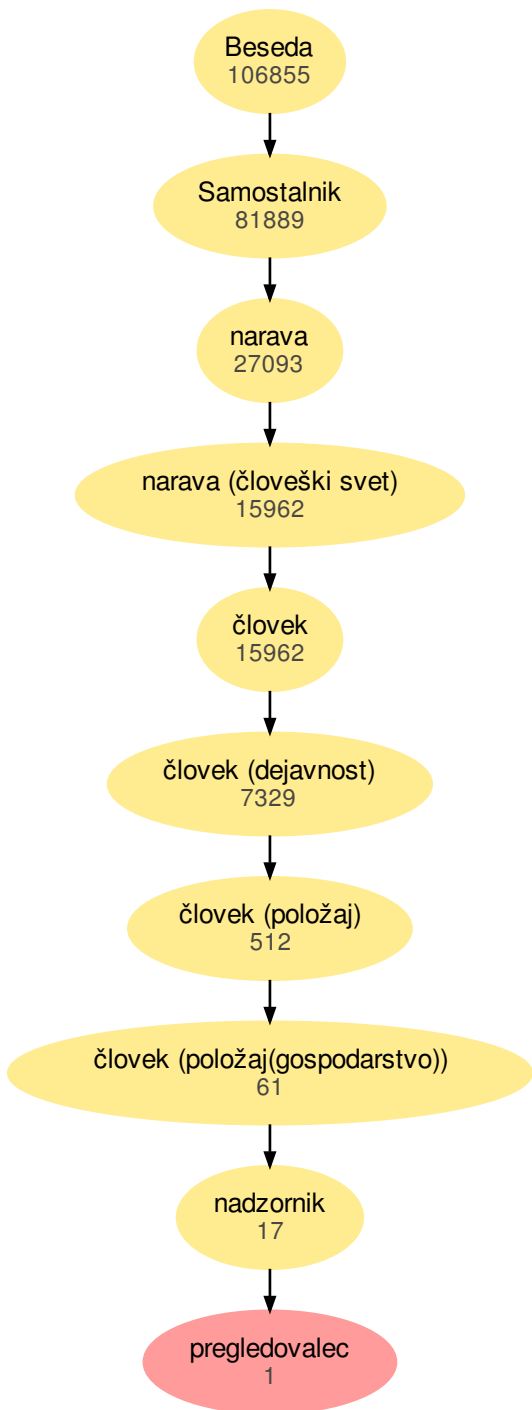 Beseda
106855
Samostalnik
81889
narava
27093
narava (človeški svet)
15962
človek
15962
človek (dejavnost)
7329
človek (položaj)
512
človek (položaj(gospodarstvo))
61
nadzornik
17
pregledovalec
1